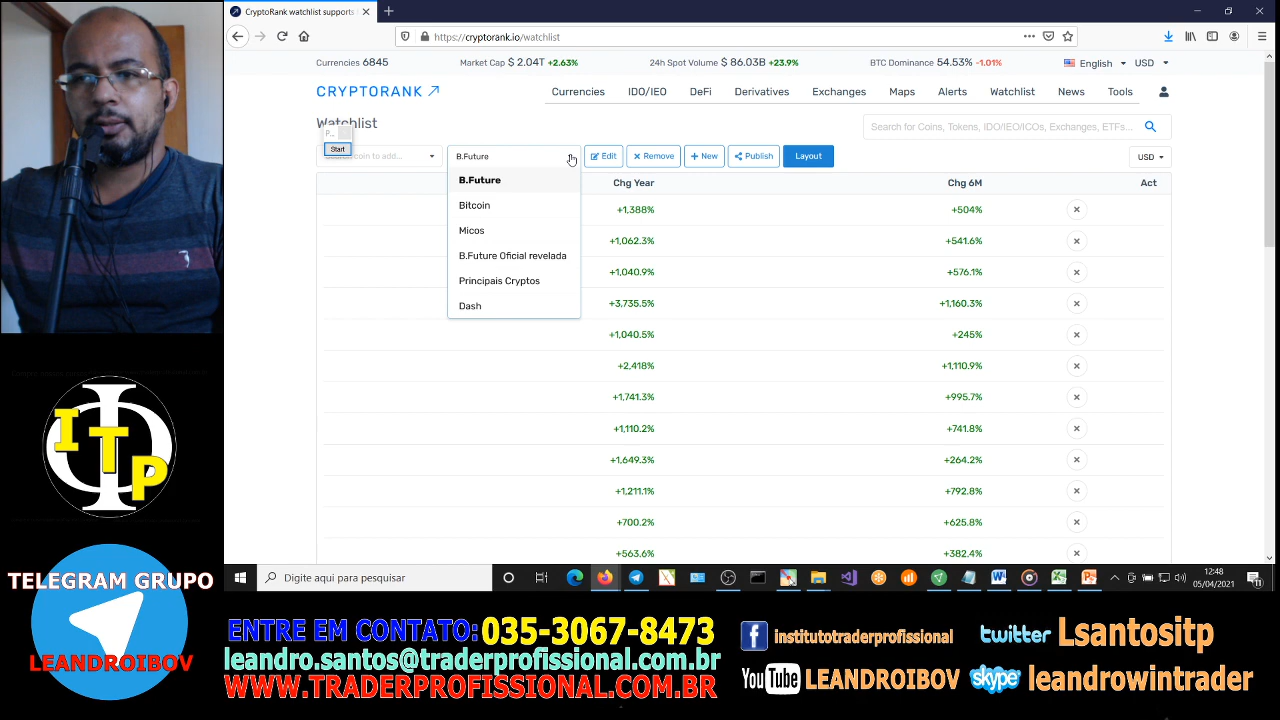 CryptoRank watchlist supports
https://cryptorank.io/watchlist
Currencies 6845
Market Cap $ 2.04T +2.63%
24h Spot Volume $ 86.03B +23.9%
BTC Dominance 54.53% -1.01%
English
USD
CRYPTORANK
Currencies IDO/IEO DeFi Derivatives Exchanges Maps Alerts Watchlist News Tools
Watchlist
P...
Start
Search for Coins, Tokens, IDO/IEO/ICOs, Exchanges, ETFs...
coin to add...
B.Future
Edit Remove New Publish Layout
USD
B.Future
Bitcoin
Micos
B.Future Oficial revelada
Principais Cryptos
Dash
Chg Year Chg 6M Act
+1,388% +504%
+1,062.3% +541.6%
+1,040.9% +576.1%
+3,735.5% +1,160.3%
+1,040.5% +245%
+2,418% +1,110.9%
+1,741.3% +995.7%
+1,110.2% +741.8%
+1,649.3% +264.2%
+1,211.1% +792.8%
+700.2% +625.8%
+563.6% +382.4%
Digite aqui para pesquisar
12:48
05/04/2021
11
ITP
TELEGRAM GRUPO
LEANDROIBOV
ENTRE EM CONTATO: 035-3067-8473
leandro.santos@traderprofissional.com.br
WWW.TRADERPROFISSIONAL.COM.BR
f institutotraderprofissional
twitter Lsantositp
YouTube LEANDROIBOV
skype leandrowintrader